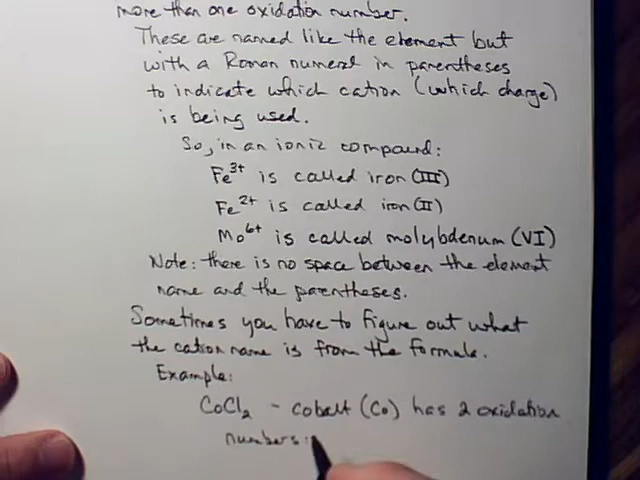 more than one oxidation number.
These are named like the element but
with a Roman numeral in parentheses
to indicate which cation (which charge)
is being used.
So, in an ionic compound:
Fe³⁺ is called iron(III)
Fe²⁺ is called iron(II)
Mo⁶⁺ is called molybdenum(VI)
Note: there is no space between the element
name and the parentheses.
Sometimes you have to figure out what
the cation name is from the formula.
Example:
CoCl₂ - cobalt (Co) has 2 oxidation
numbers: